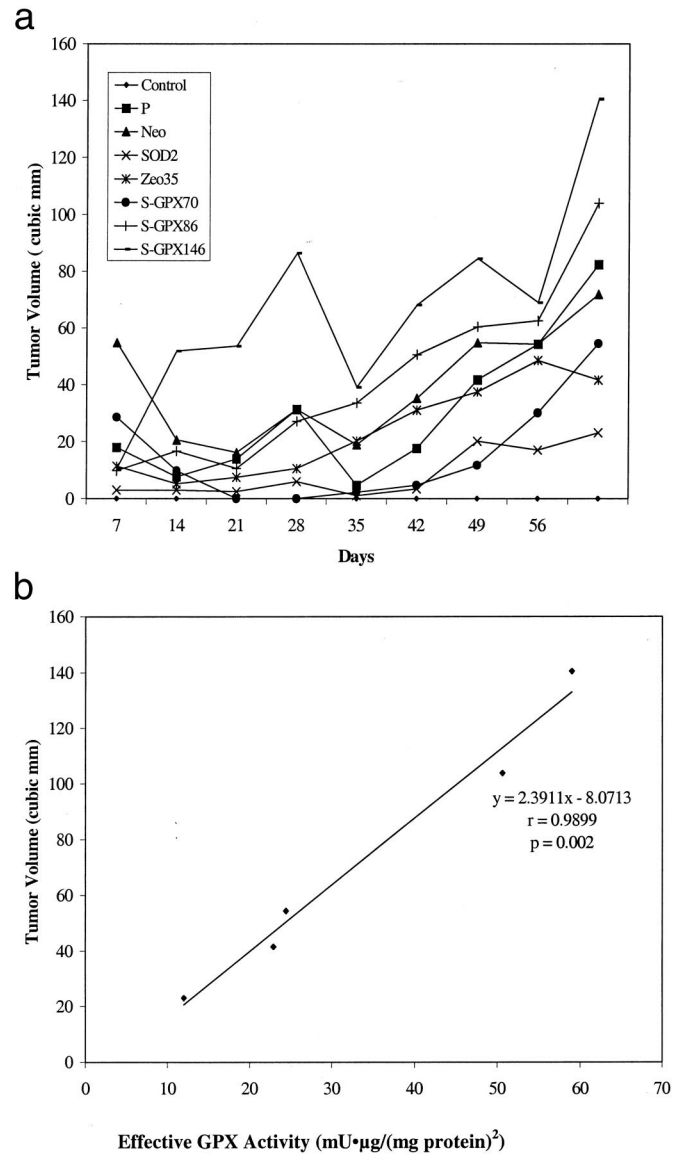 a
160
140
120
100
80
60
40
20
0
Tumor Volume ( cubic mm)
Control
P
Neo
SOD2
Zeo35
S-GPX70
S-GPX86
S-GPX146
7 14 21 28 35 42 49 56
Days
b
160
140
120
100
80
60
40
20
0
Tumor Volume (cubic mm)
y = 2.3911x - 8.0713
r = 0.9899
p = 0.002
0 10 20 30 40 50 60 70
Effective GPX Activity (mU•µg/(mg protein)²)